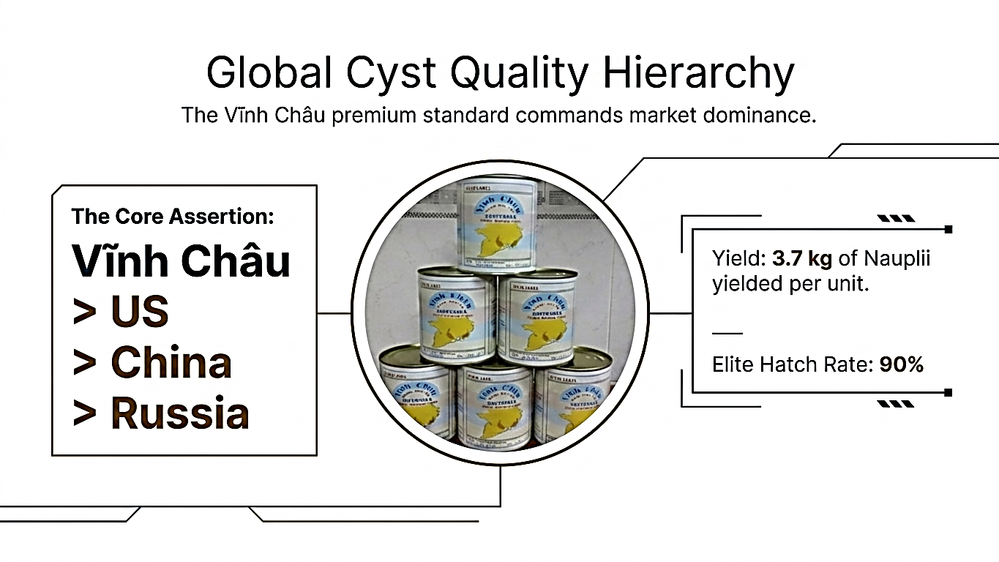 Global Cyst Quality Hierarchy
The Vĩnh Châu premium standard commands market dominance.
The Core Assertion:
Vĩnh Châu
> US
> China
> Russia
Yield: 3.7 kg of Nauplii
yielded per unit.
Elite Hatch Rate: 90%